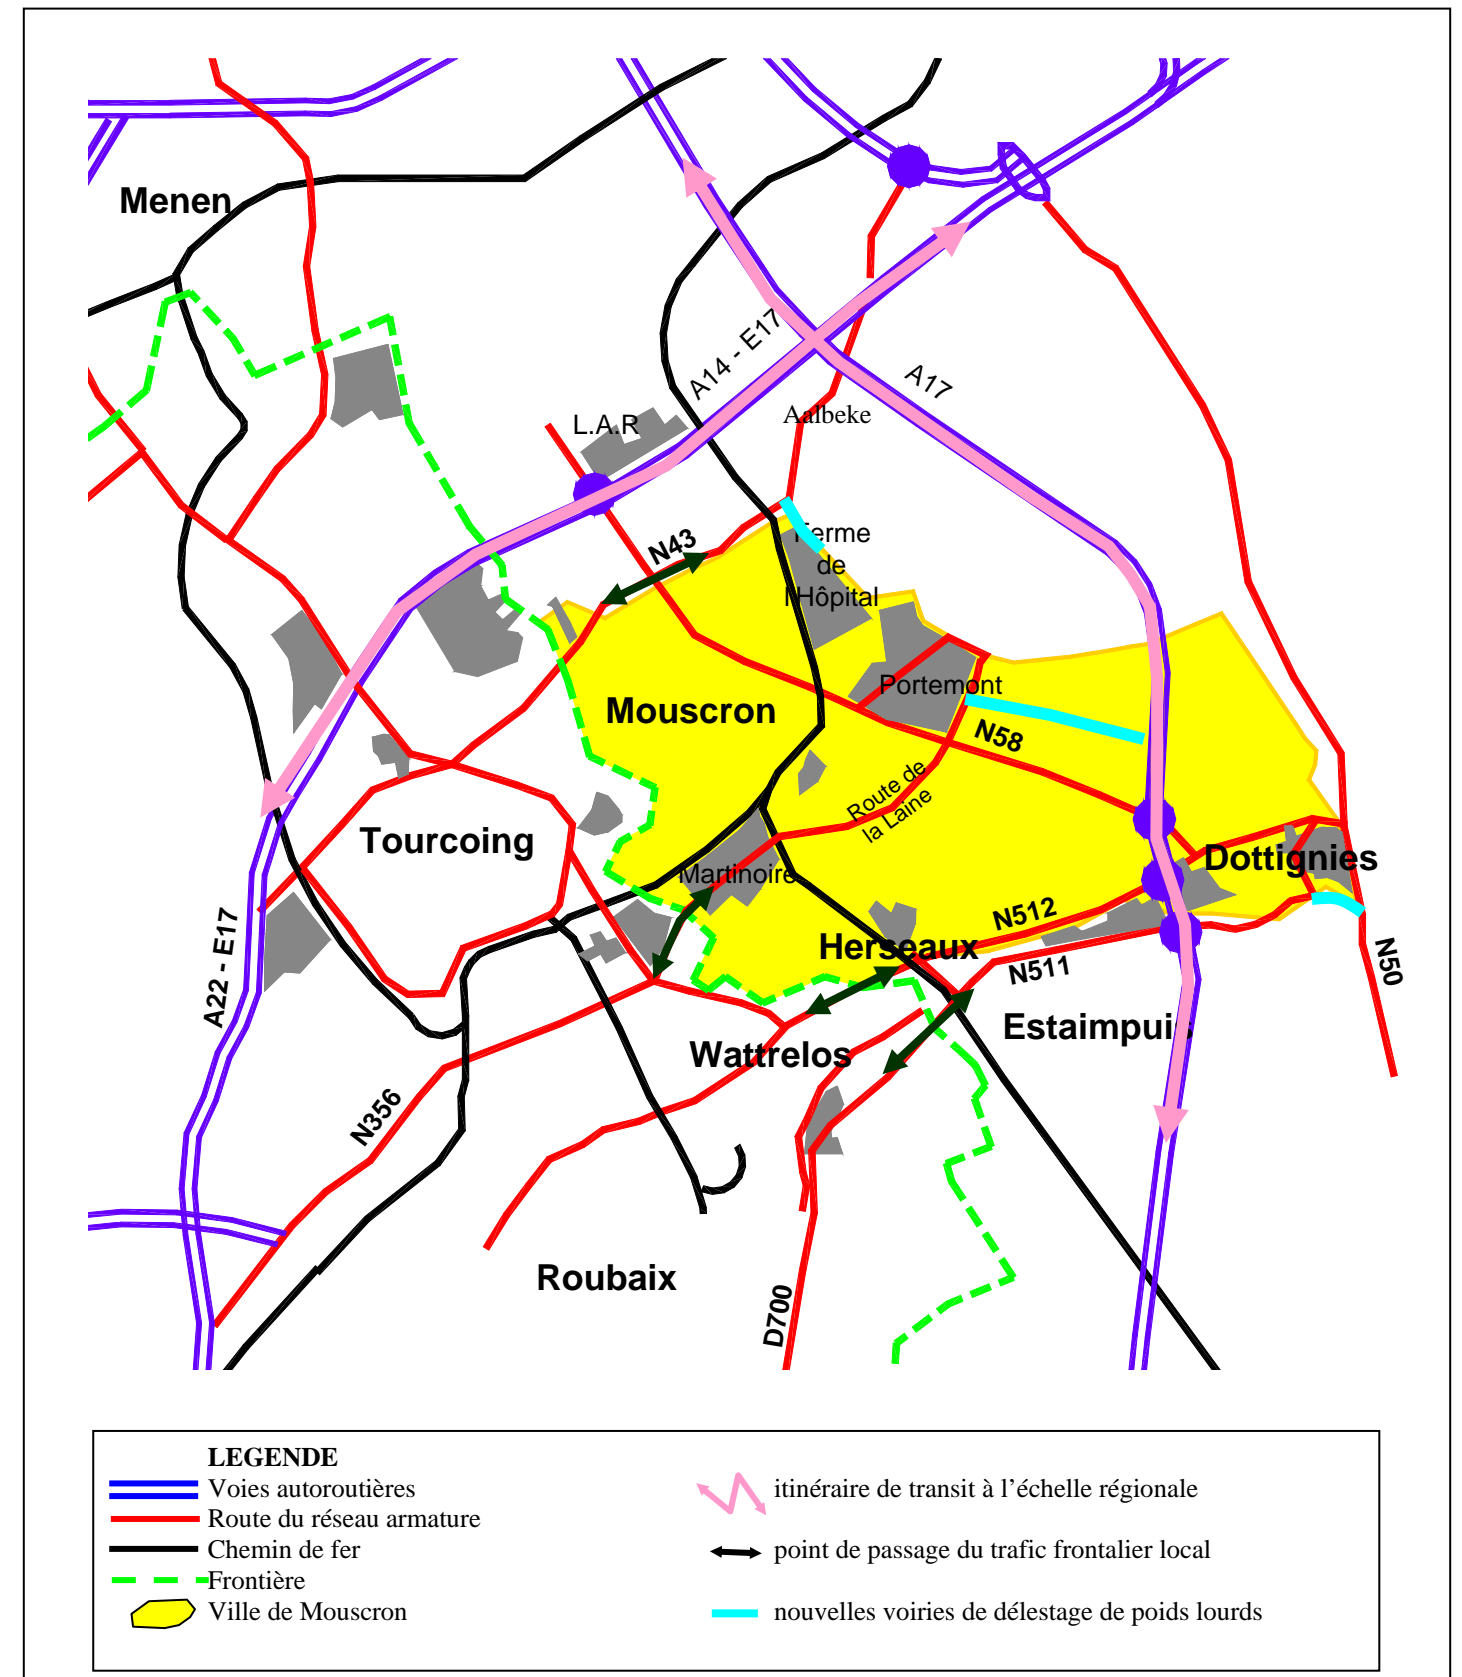 Menen
A14 - E17
A17
L.A.R
Aalbeke
N43
Ferme
de
l'Hôpital
Portemont
Mouscron
N58
Route de
la Laine
Tourcoing
Martinoire
Dottignies
N512
Herseaux
N511
N50
A22 - E17
Estaimpuis
Wattrelos
N356
Roubaix
D700
LEGENDE
Voies autoroutières
Route du réseau armature
Chemin de fer
Frontière
Ville de Mouscron
itinéraire de transit à l'échelle régionale
point de passage du trafic frontalier local
nouvelles voiries de délestage de poids lourds